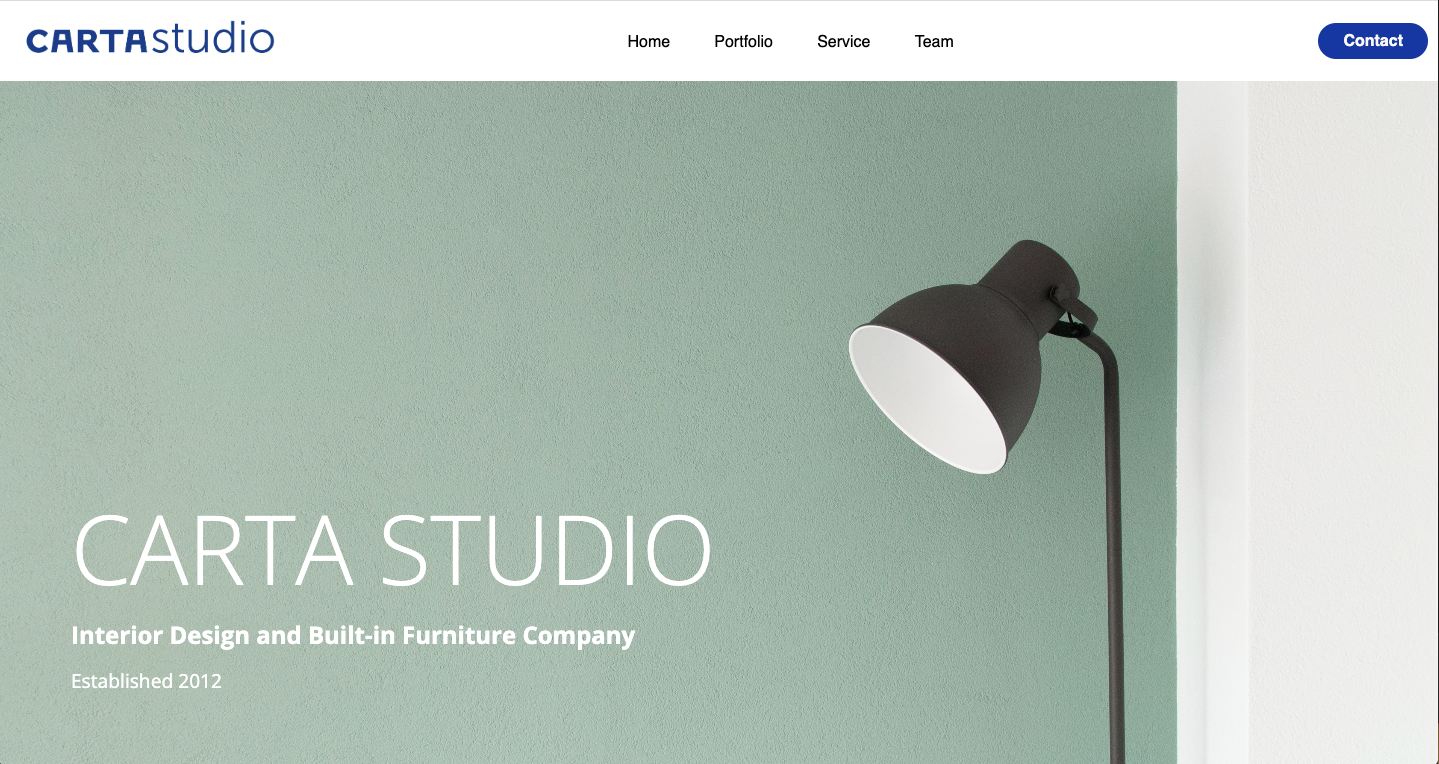 CARTAstudio
Home Portfolio Service Team
Contact
CARTA STUDIO
Interior Design and Built-in Furniture Company
Established 2012